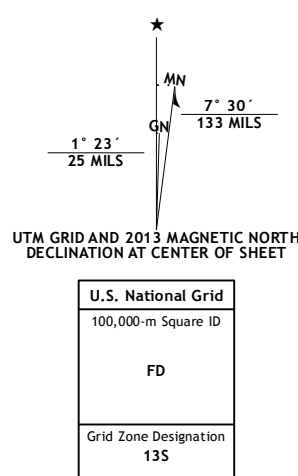 ★
MN
GN
7° 30´
133 MILS
1° 23´
25 MILS
UTM GRID AND 2013 MAGNETIC NORTH
DECLINATION AT CENTER OF SHEET
U.S. National Grid
100,000-m Square ID
FD
Grid Zone Designation
13S